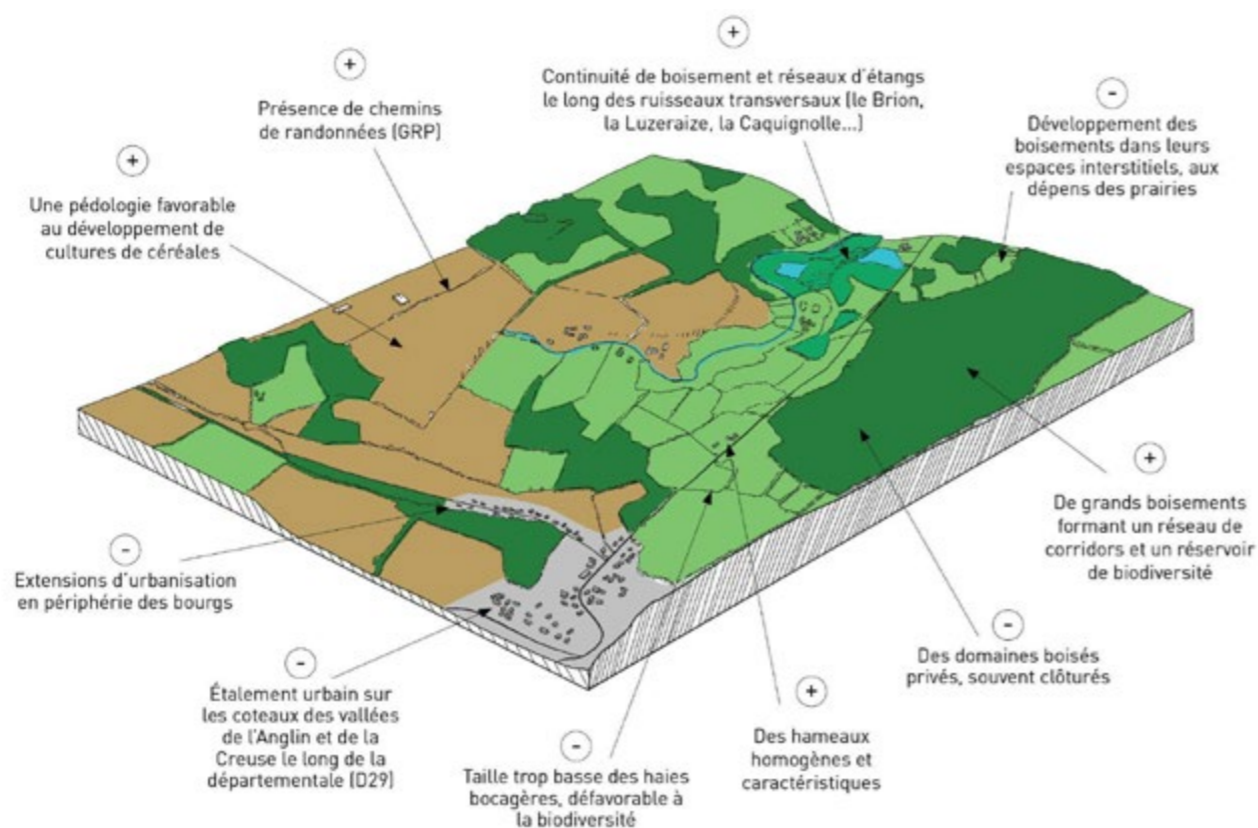 +
Présence de chemins
de randonnées (GRP)
+
Continuité de boisement et réseaux d'étangs
le long des ruisseaux transversaux (le Brion,
la Luzeraize, la Caquignolle...)
-
Développement des
boisements dans leurs
espaces interstitiels, aux
dépens des prairies
+
Une pédologie favorable
au développement de
cultures de céréales
+
De grands boisements
formant un réseau de
corridors et un réservoir
de biodiversité
-
Extensions d'urbanisation
en périphérie des bourgs
-
Des domaines boisés
privés, souvent clôturés
-
Étalement urbain sur
les coteaux des vallées
de l'Anglin et de la
Creuse le long de la
départementale (D29)
+
Des hameaux
homogènes et
caractéristiques
-
Taille trop basse des haies
bocagères, défavorable à
la biodiversité